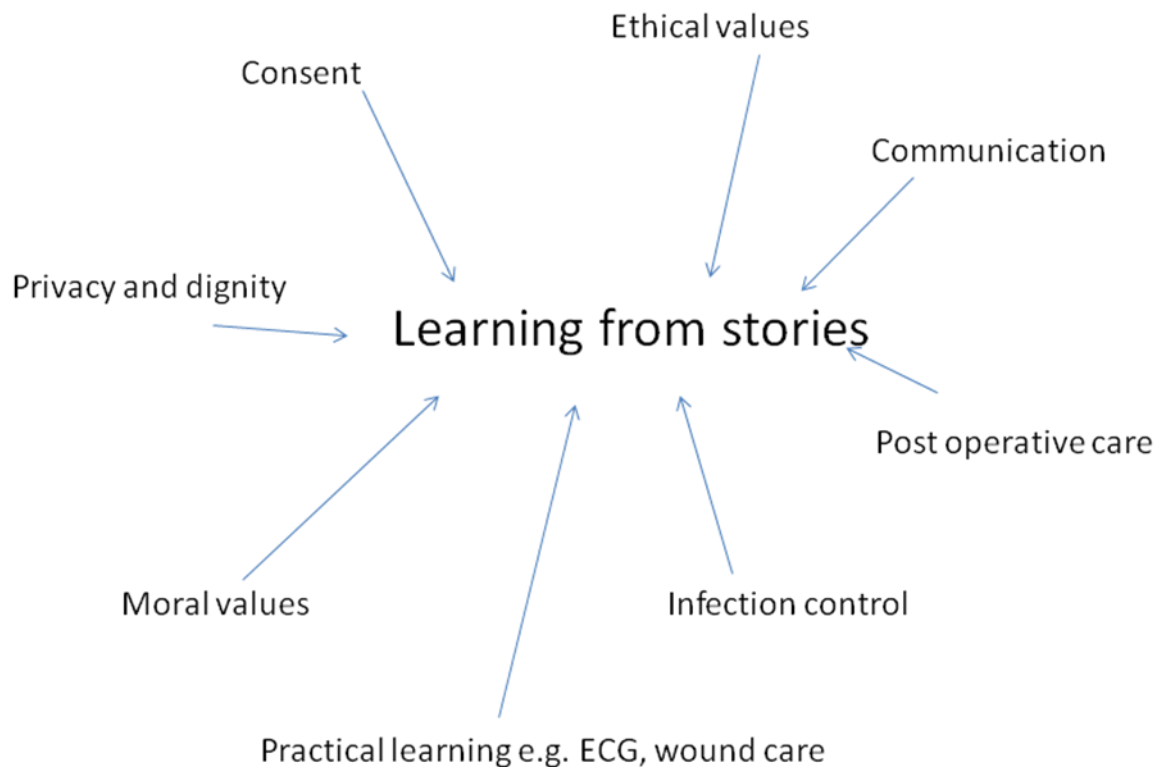 Ethical values
Consent
Communication
Privacy and dignity
Learning from stories
Post operative care
Moral values
Infection control
Practical learning e.g. ECG, wound care